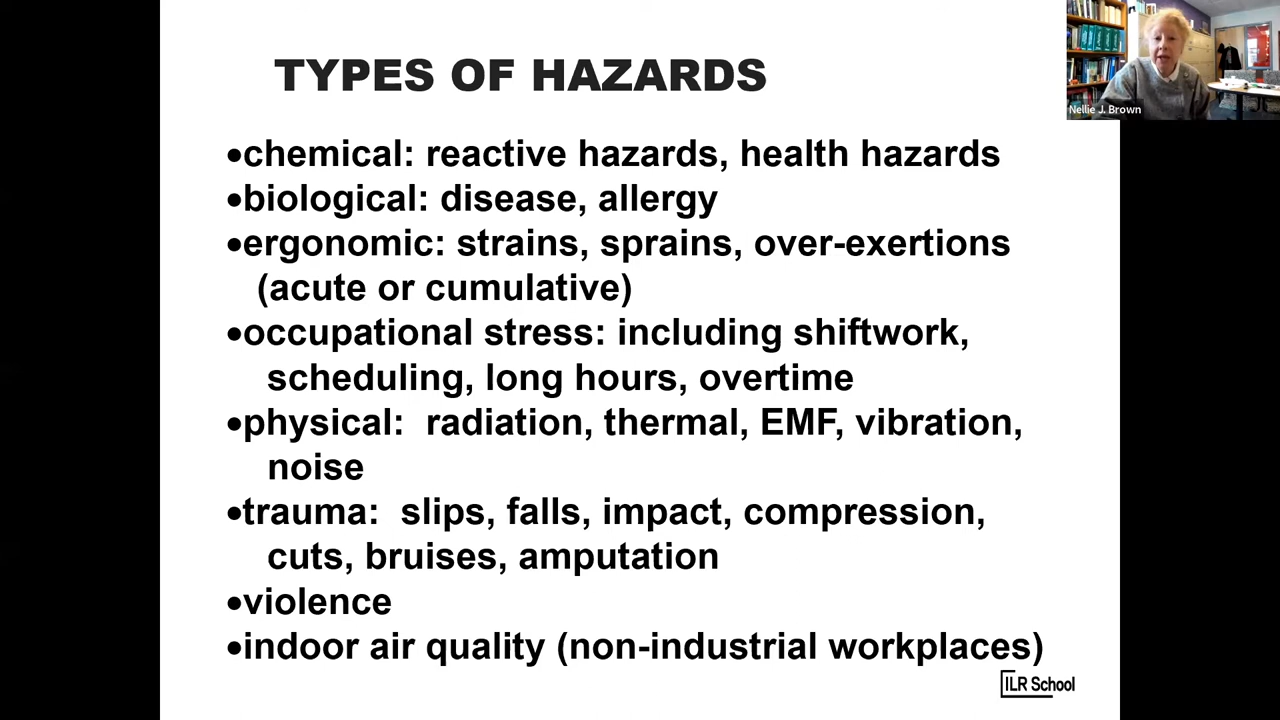 TYPES OF HAZARDS
Nellie J. Brown
•chemical: reactive hazards, health hazards
•biological: disease, allergy
•ergonomic: strains, sprains, over-exertions
(acute or cumulative)
•occupational stress: including shiftwork,
scheduling, long hours, overtime
•physical: radiation, thermal, EMF, vibration,
noise
•trauma: slips, falls, impact, compression,
cuts, bruises, amputation
•violence
•indoor air quality (non-industrial workplaces)
ILR School